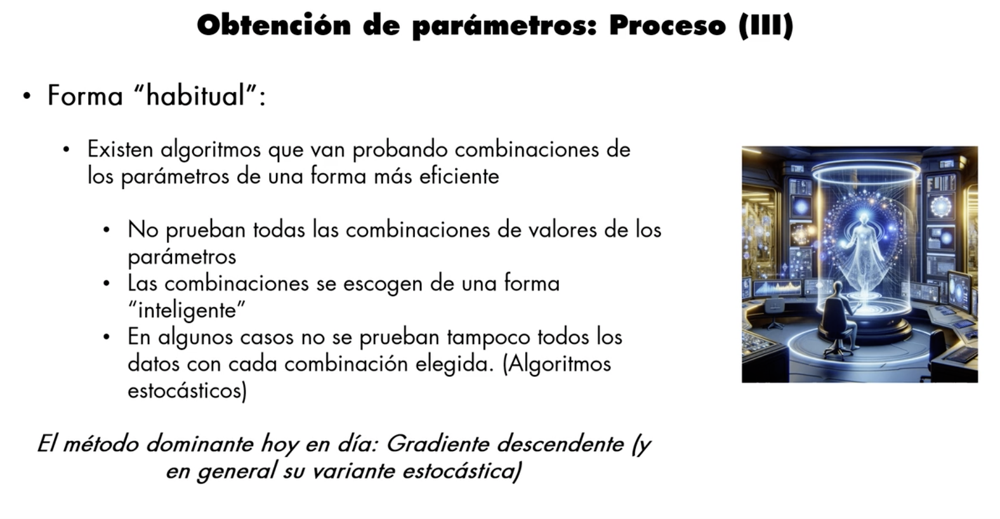 Obtención de parámetros: Proceso (III)
• Forma “habitual”:
• Existen algoritmos que van probando combinaciones de
los parámetros de una forma más eficiente
• No prueban todas las combinaciones de valores de los
parámetros
• Las combinaciones se escogen de una forma
“inteligente”
• En algunos casos no se prueban tampoco todos los
datos con cada combinación elegida. (Algoritmos
estocásticos)
El método dominante hoy en día: Gradiente descendente (y
en general su variante estocástica)